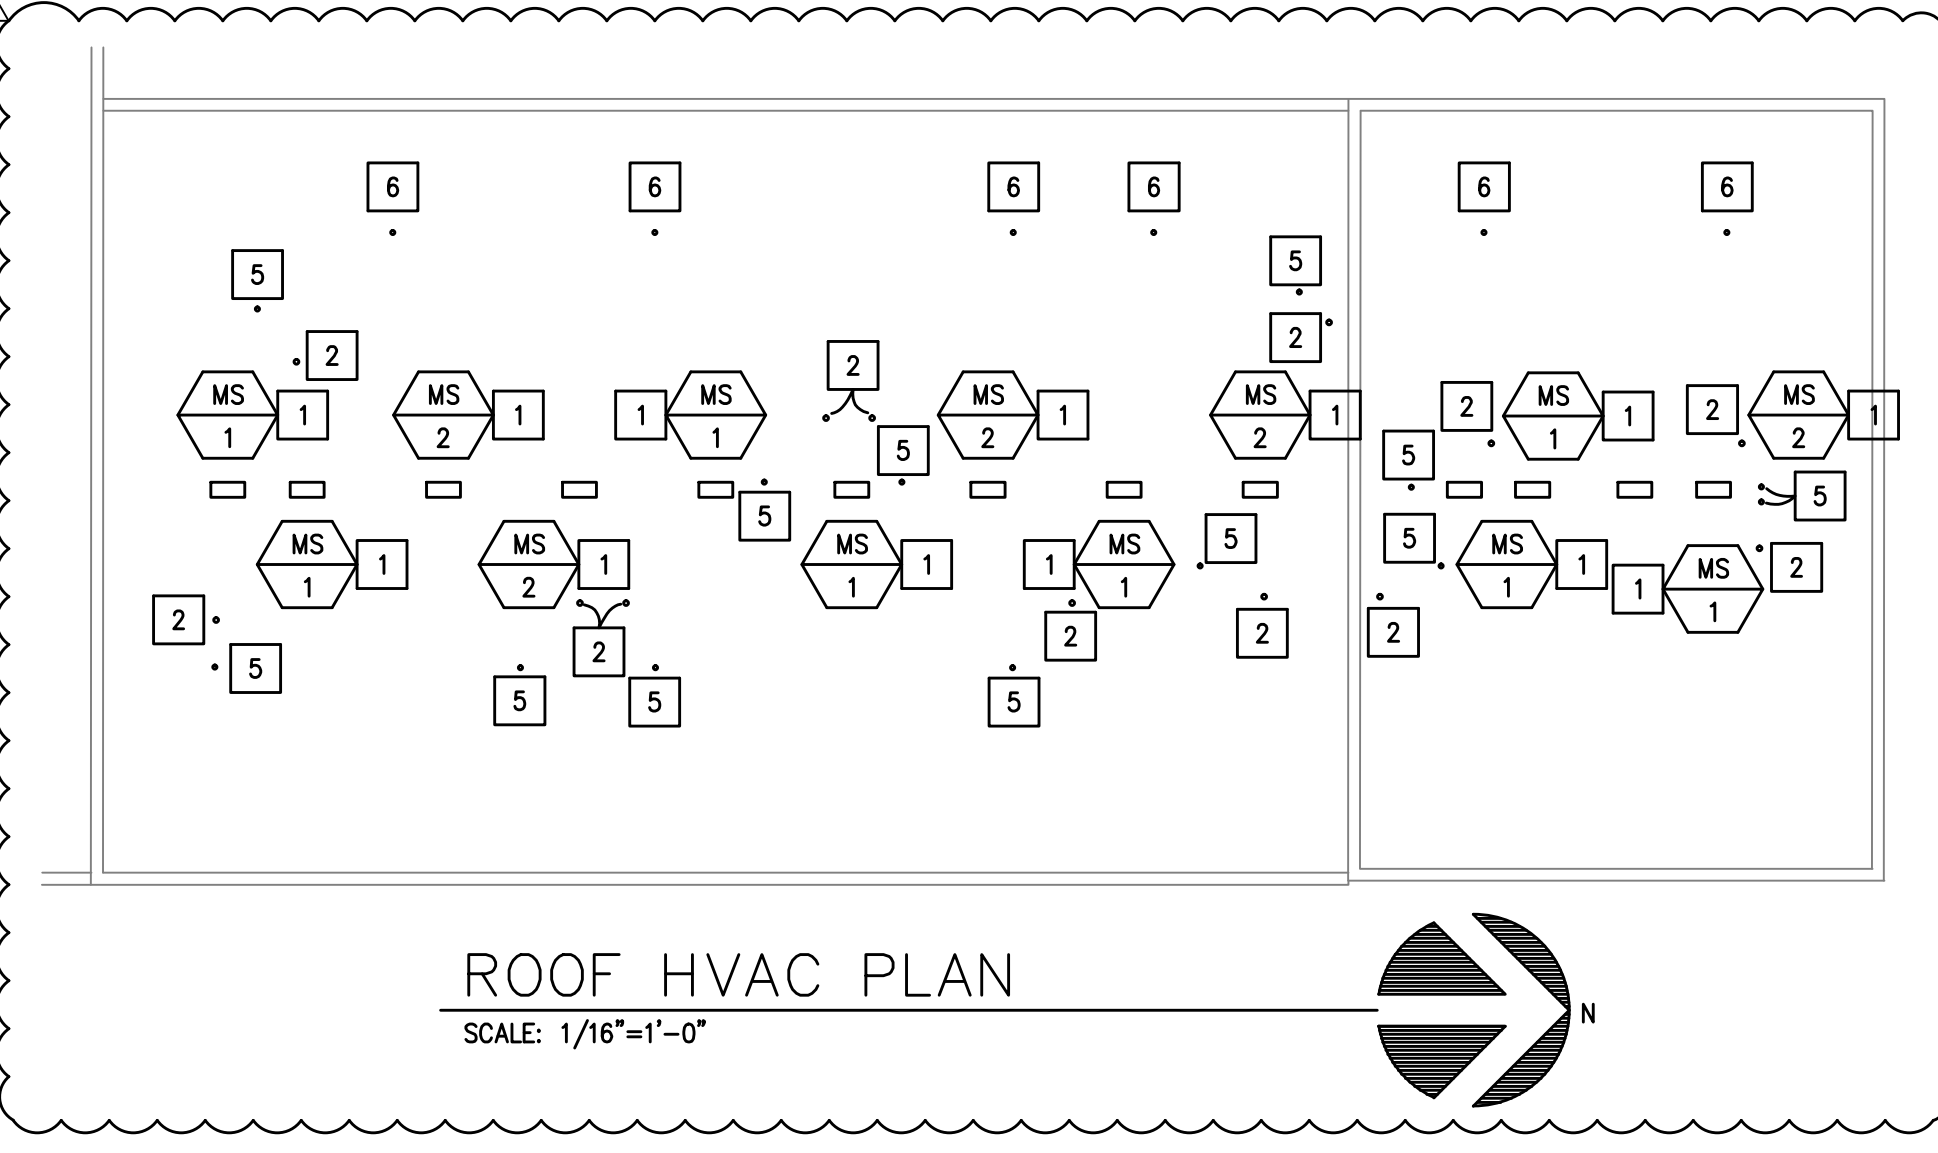 6 6 6 6 6 6
5 5
2 2
2
MS 1 1
MS 2 1
1 MS 1
MS 2 1
MS 2 1
2 MS 1 1
2 MS 2 1
5 5
5 5
5 5
MS 1 1
MS 2 1
MS 1 1
1 MS 1
MS 1 1
1 MS 1 2
2 2 2 2 2
5 5 5 5
ROOF HVAC PLAN
SCALE: 1/16"=1'-0"
N